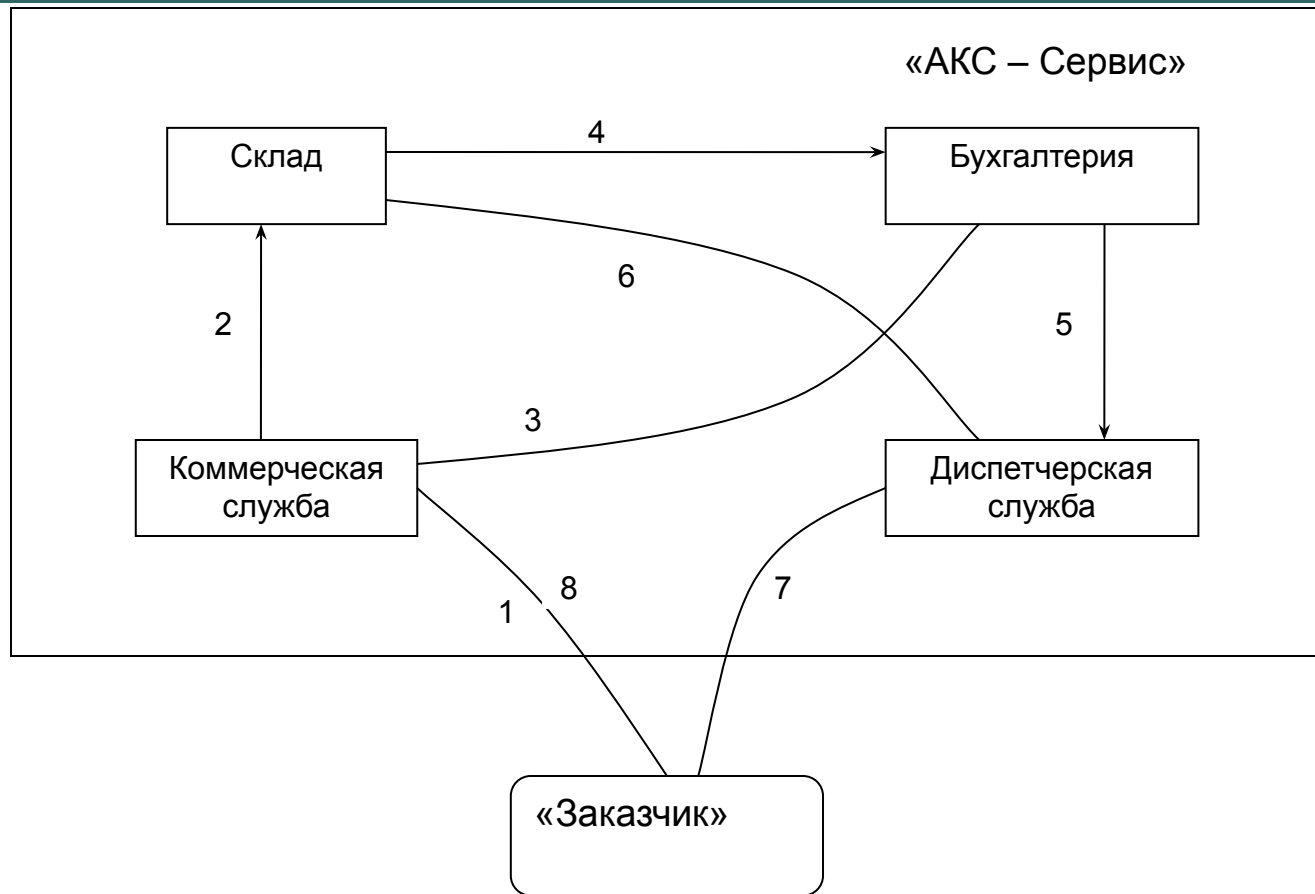 «АКС – Сервис»
Склад
4
Бухгалтерия
6
2
5
3
Коммерческая
служба
Диспетчерская
служба
8
7
1
«Заказчик»